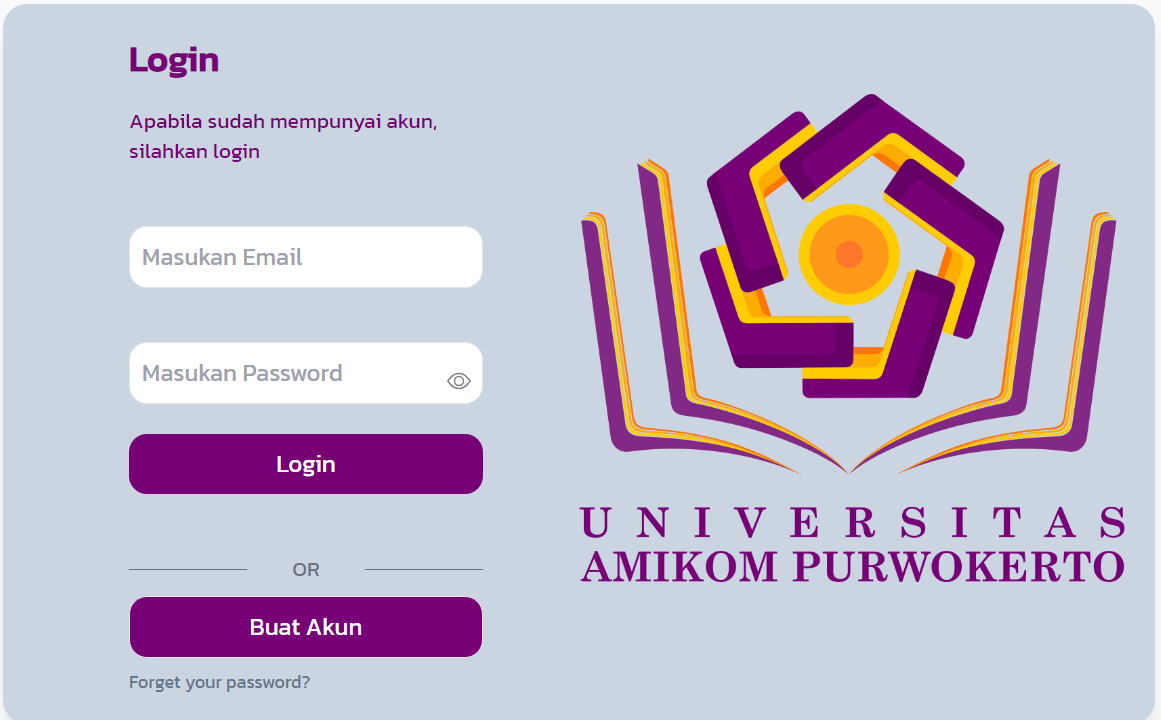 Login
Apabila sudah mempunyai akun,
silahkan login
Masukan Email
Masukan Password
Login
OR
Buat Akun
Forget your password?
UNIVERSITAS
AMIKOM PURWOKERTO